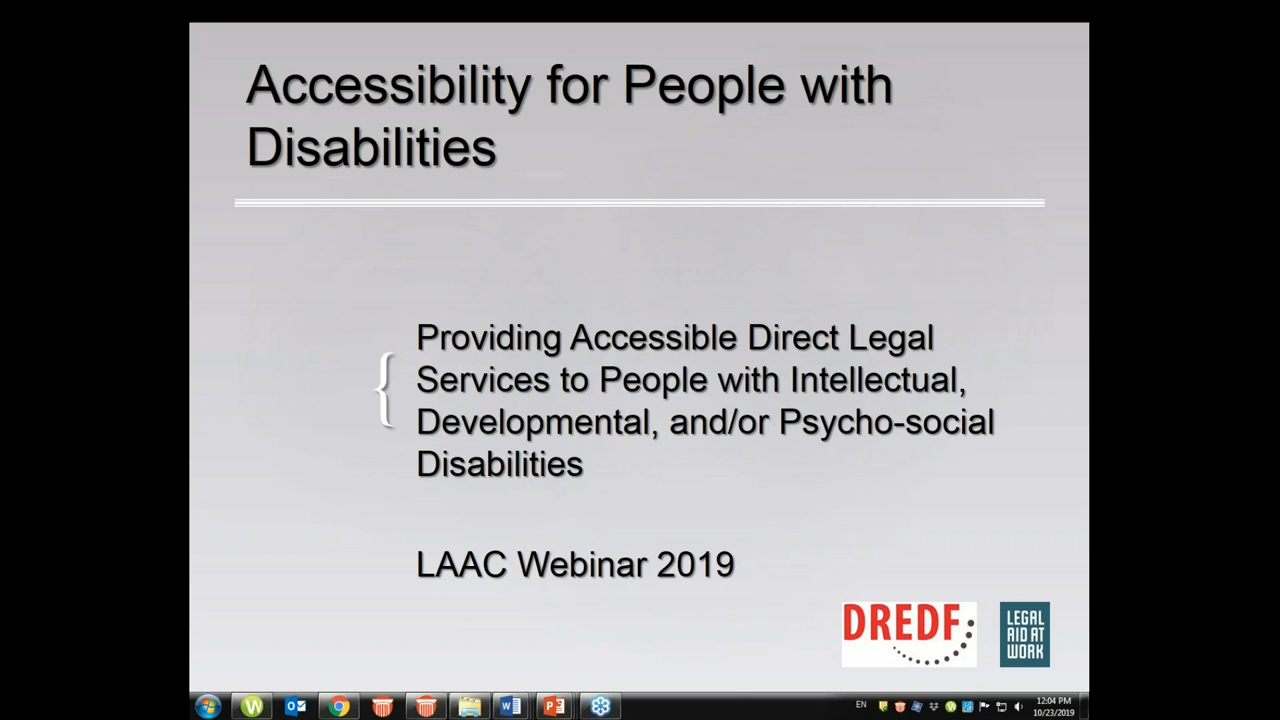 Accessibility for People with
Disabilities
{
Providing Accessible Direct Legal
Services to People with Intellectual,
Developmental, and/or Psycho-social
Disabilities
LAAC Webinar 2019
DREDF
LEGAL
AID AT
WORK
EN
12:04 PM
10/23/2019